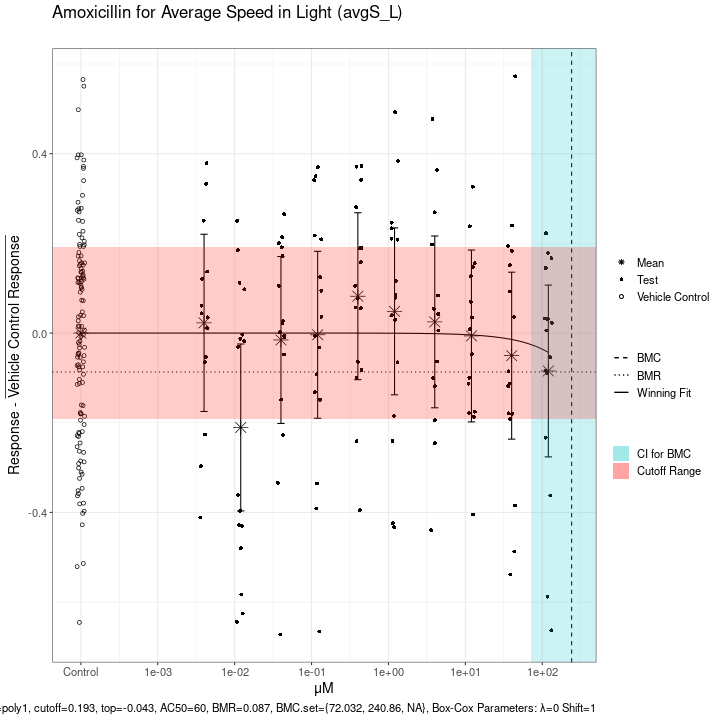 Amoxicillin for Average Speed in Light (avgS_L)
Response - Vehicle Control Response
0.4
0.0
-0.4
Control
1e-03
1e-02
1e-01
1e+00
1e+01
1e+02
μM
Mean
Test
Vehicle Control
BMC
BMR
Winning Fit
CI for BMC
Cutoff Range
=poly1, cutoff=0.193, top=-0.043, AC50=60, BMR=0.087, BMC.set={72.032, 240.86, NA}, Box-Cox Parameters: λ=0 Shift=1